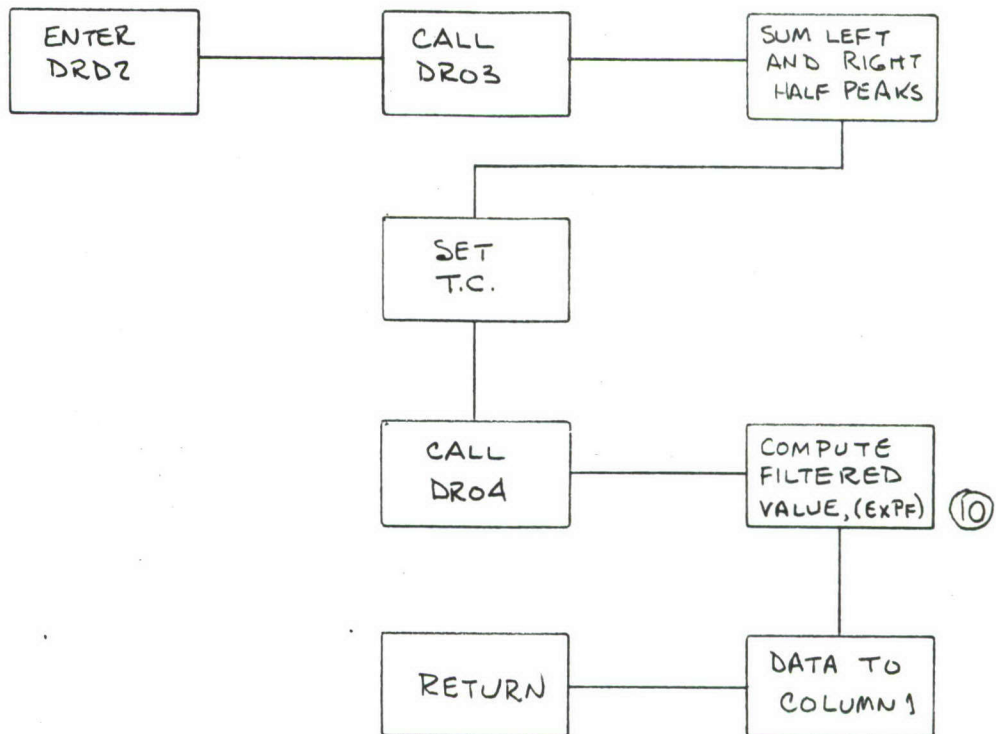 ENTER
DRD2
CALL
DR03
SUM LEFT
AND RIGHT
HALF PEAKS
SET
T.C.
CALL
DR04
COMPUTE
FILTERED
VALUE, (EXPF)
10
DATA TO
COLUMN 1
RETURN